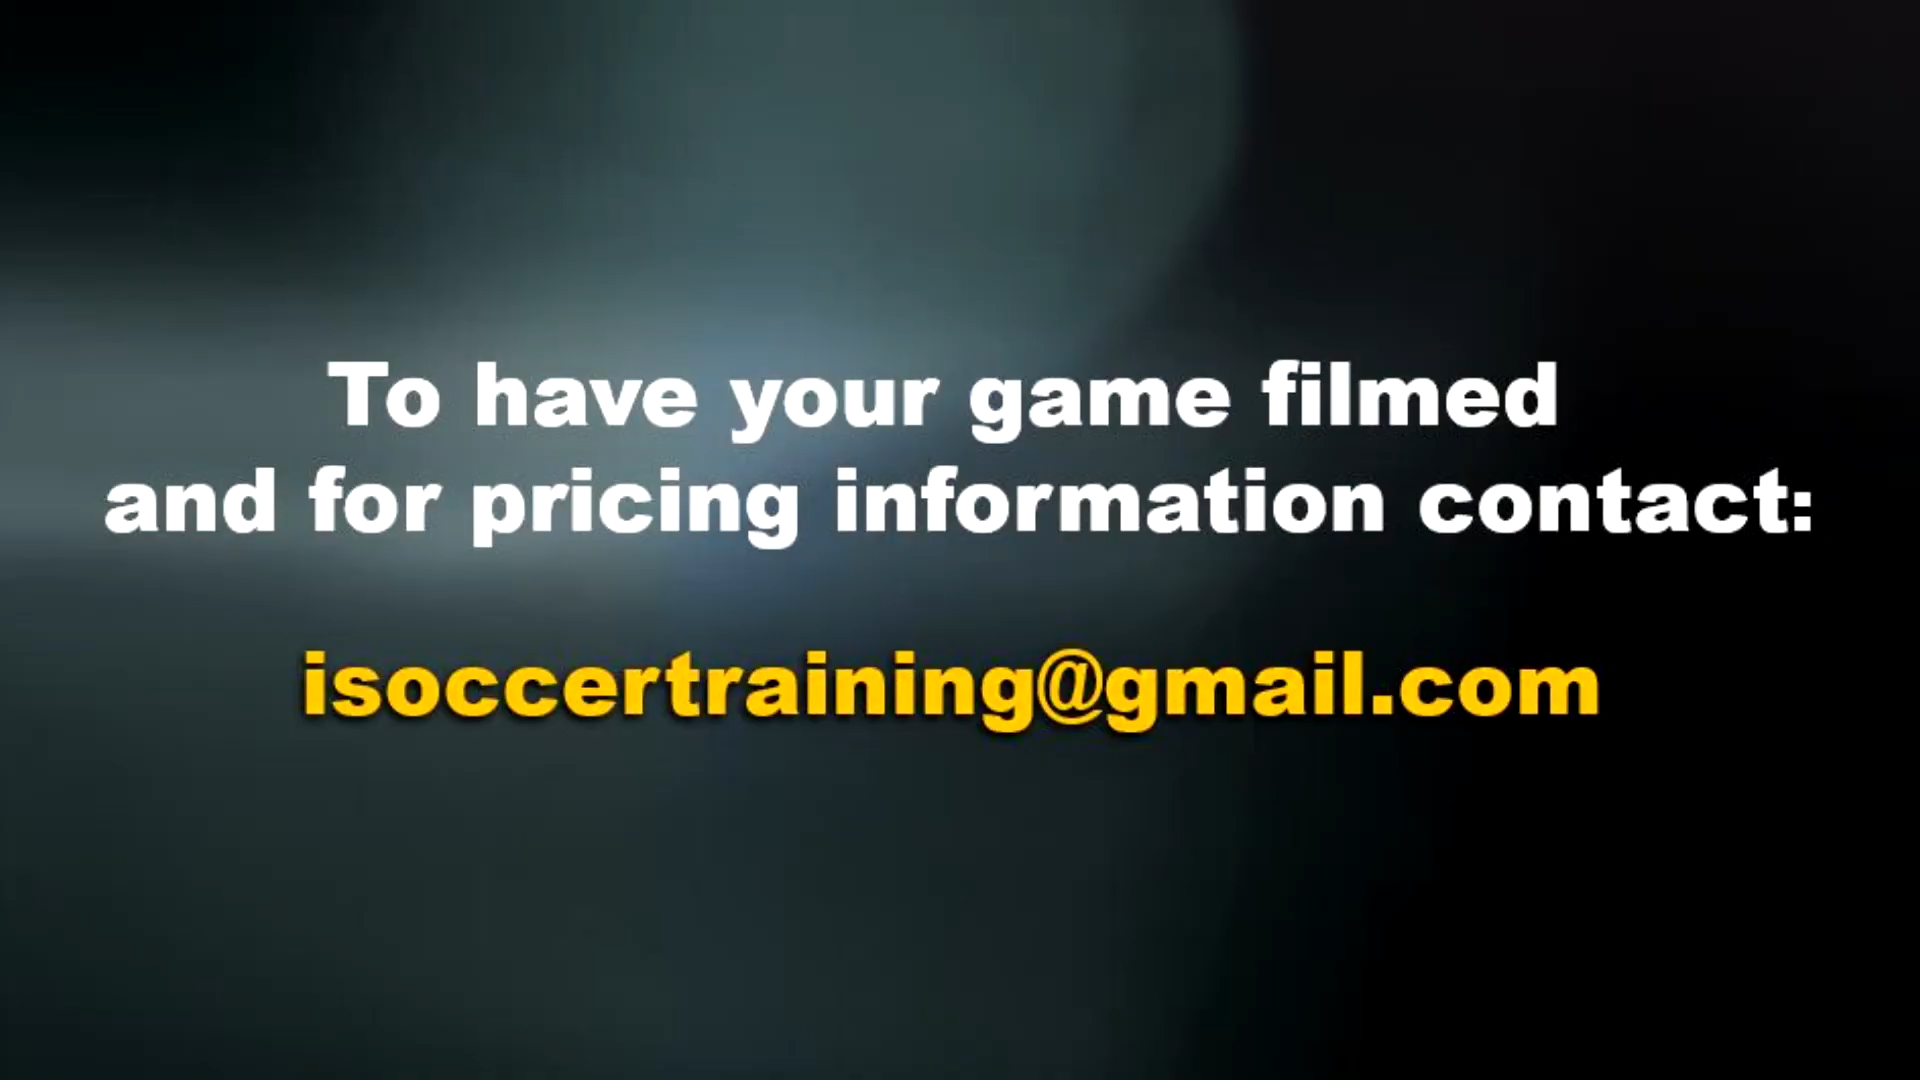 To have your game filmed
and for pricing information contact:
isoccertraining@gmail.com